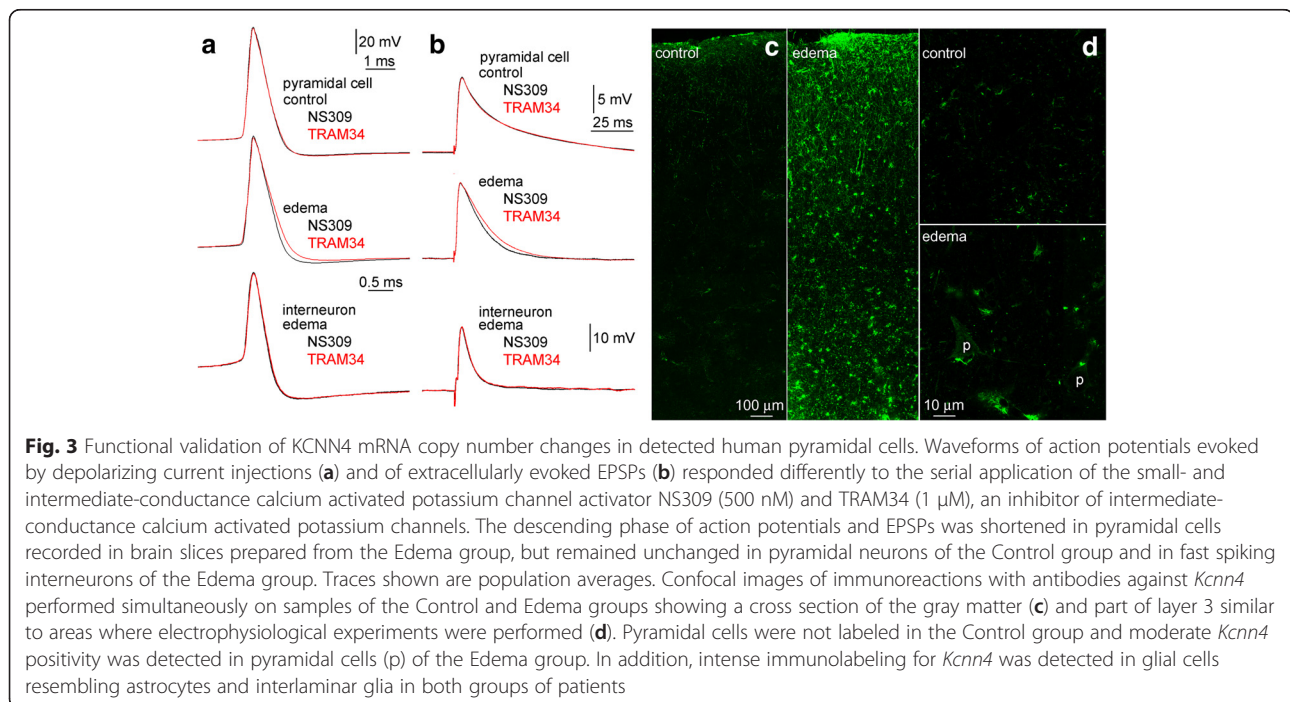 a
20 mV
1 ms
pyramidal cell
control
NS309
TRAM34
edema
NS309
TRAM34
0.5 ms
interneuron
edema
NS309
TRAM34
b
pyramidal cell
control
NS309
TRAM34
5 mV
25 ms
edema
NS309
TRAM34
interneuron
edema
NS309
TRAM34
10 mV
control
c
100 µm
edema
control
d
edema
p
p
10 µm
Fig. 3 Functional validation of KCNN4 mRNA copy number changes in detected human pyramidal cells. Waveforms of action potentials evoked
by depolarizing current injections (a) and of extracellularly evoked EPSPs (b) responded differently to the serial application of the small- and
intermediate-conductance calcium activated potassium channel activator NS309 (500 nM) and TRAM34 (1 µM), an inhibitor of intermediate-
conductance calcium activated potassium channels. The descending phase of action potentials and EPSPs was shortened in pyramidal cells
recorded in brain slices prepared from the Edema group, but remained unchanged in pyramidal neurons of the Control group and in fast spiking
interneurons of the Edema group. Traces shown are population averages. Confocal images of immunoreactions with antibodies against Kcnn4
performed simultaneously on samples of the Control and Edema groups showing a cross section of the gray matter (c) and part of layer 3 similar
to areas where electrophysiological experiments were performed (d). Pyramidal cells were not labeled in the Control group and moderate Kcnn4
positivity was detected in pyramidal cells (p) of the Edema group. In addition, intense immunolabeling for Kcnn4 was detected in glial cells
resembling astrocytes and interlaminar glia in both groups of patients